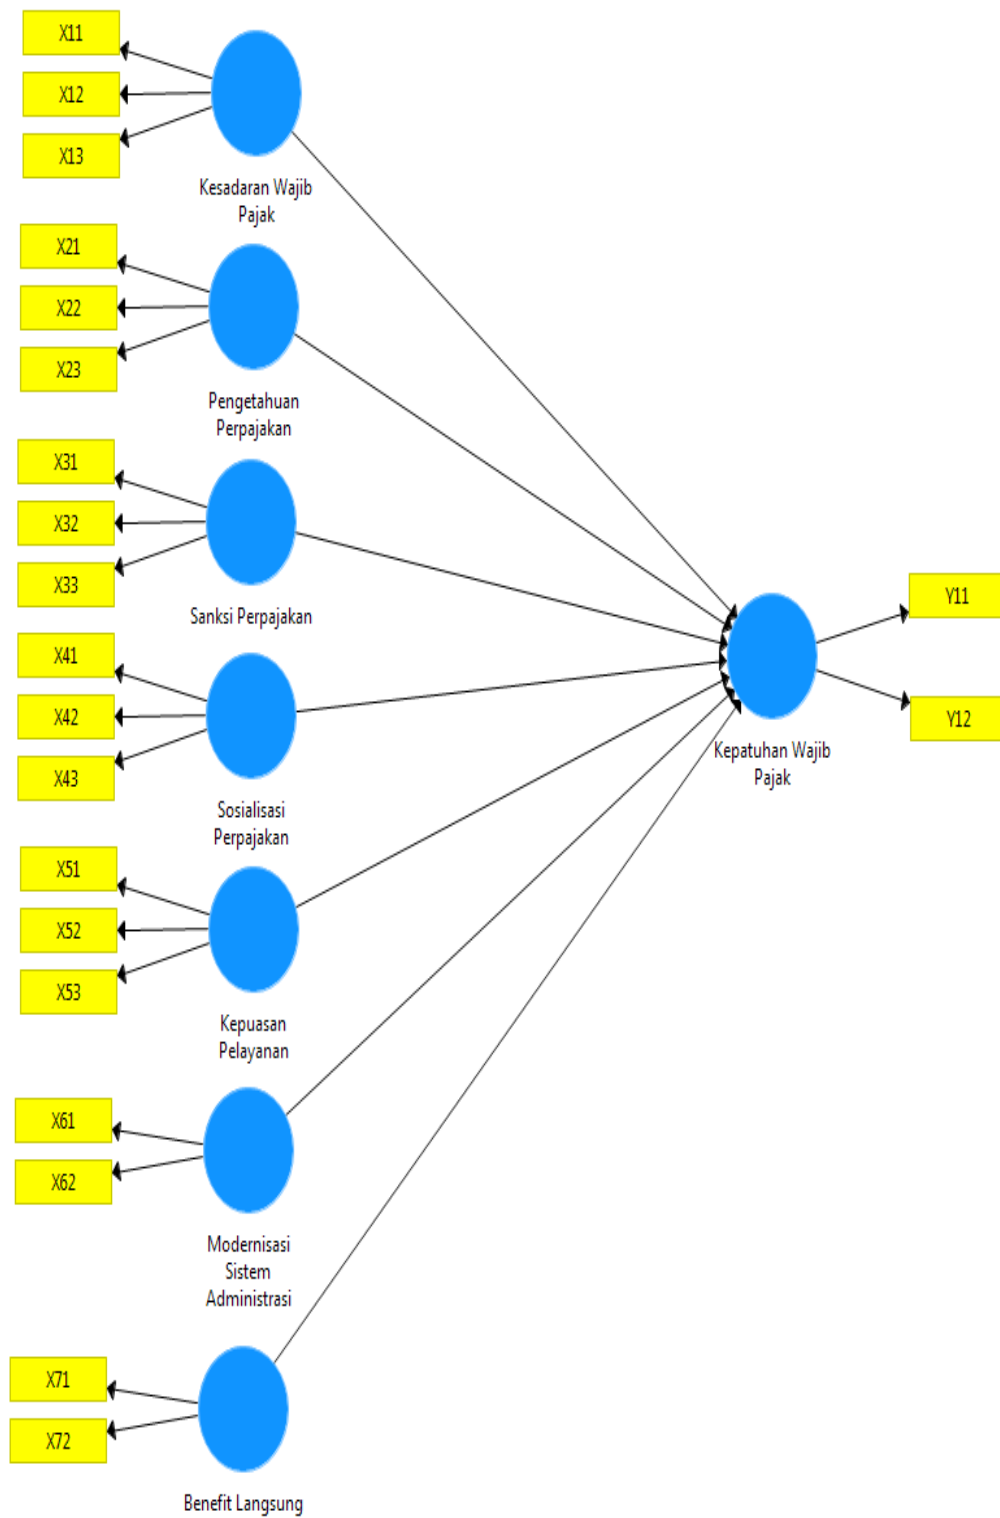 X11
X12
X13
Kesadaran Wajib
Pajak
X21
X22
X23
Pengetahuan
Perpajakan
X31
X32
X33
Sanksi Perpajakan
X41
X42
X43
Sosialisasi
Perpajakan
X51
X52
X53
Kepuasan
Pelayanan
X61
X62
Modernisasi
Sistem
Administrasi
X71
X72
Benefit Langsung
Kepatuhan Wajib
Pajak
Y11
Y12